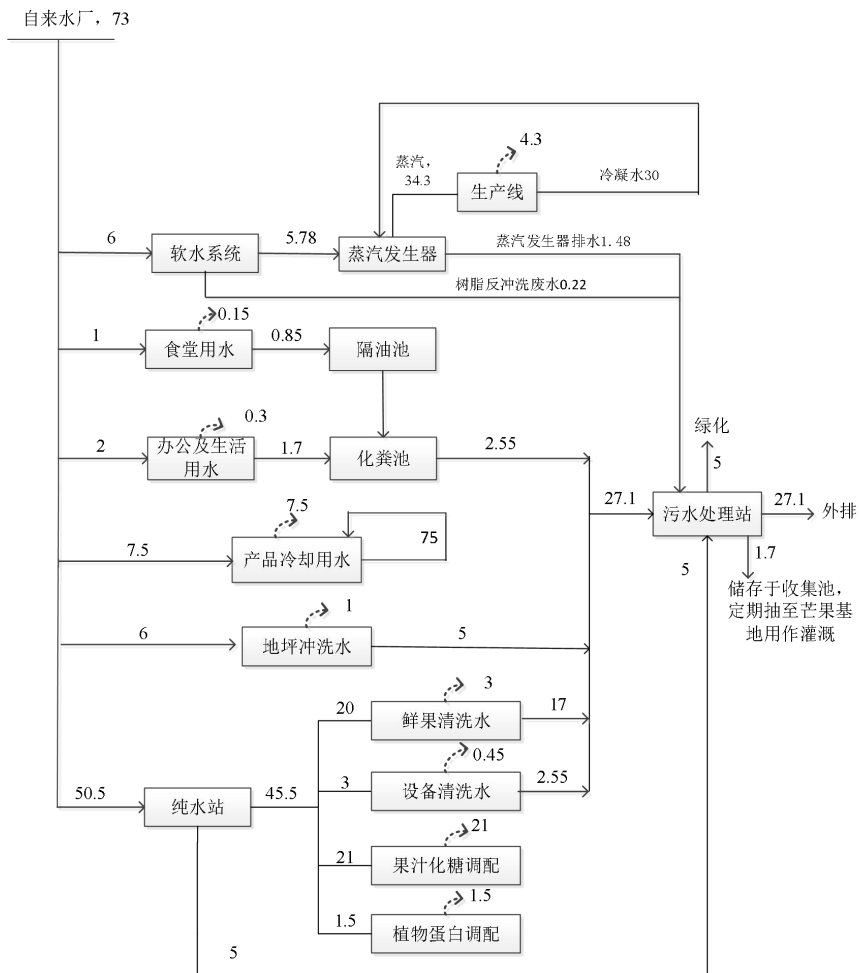 自来水厂，73
4.3
蒸汽，
34.3
生产线
冷凝水30
6
软水系统
5.78
蒸汽发生器
蒸汽发生器排水1.48
树脂反冲洗废水0.22
0.15
1
食堂用水
0.85
隔油池
0.3
2
办公及生活
用水
1.7
化粪池
2.55
绿化
5
27.1
污水处理站
27.1
外排
7.5
7.5
产品冷却用水
75
5
1.7
储存于收集池，
定期抽至芒果基
地用作灌溉
1
6
地坪冲洗水
5
3
20
鲜果清洗水
17
0.45
50.5
纯水站
45.5
3
设备清洗水
2.55
21
21
果汁化糖调配
1.5
1.5
植物蛋白调配
5